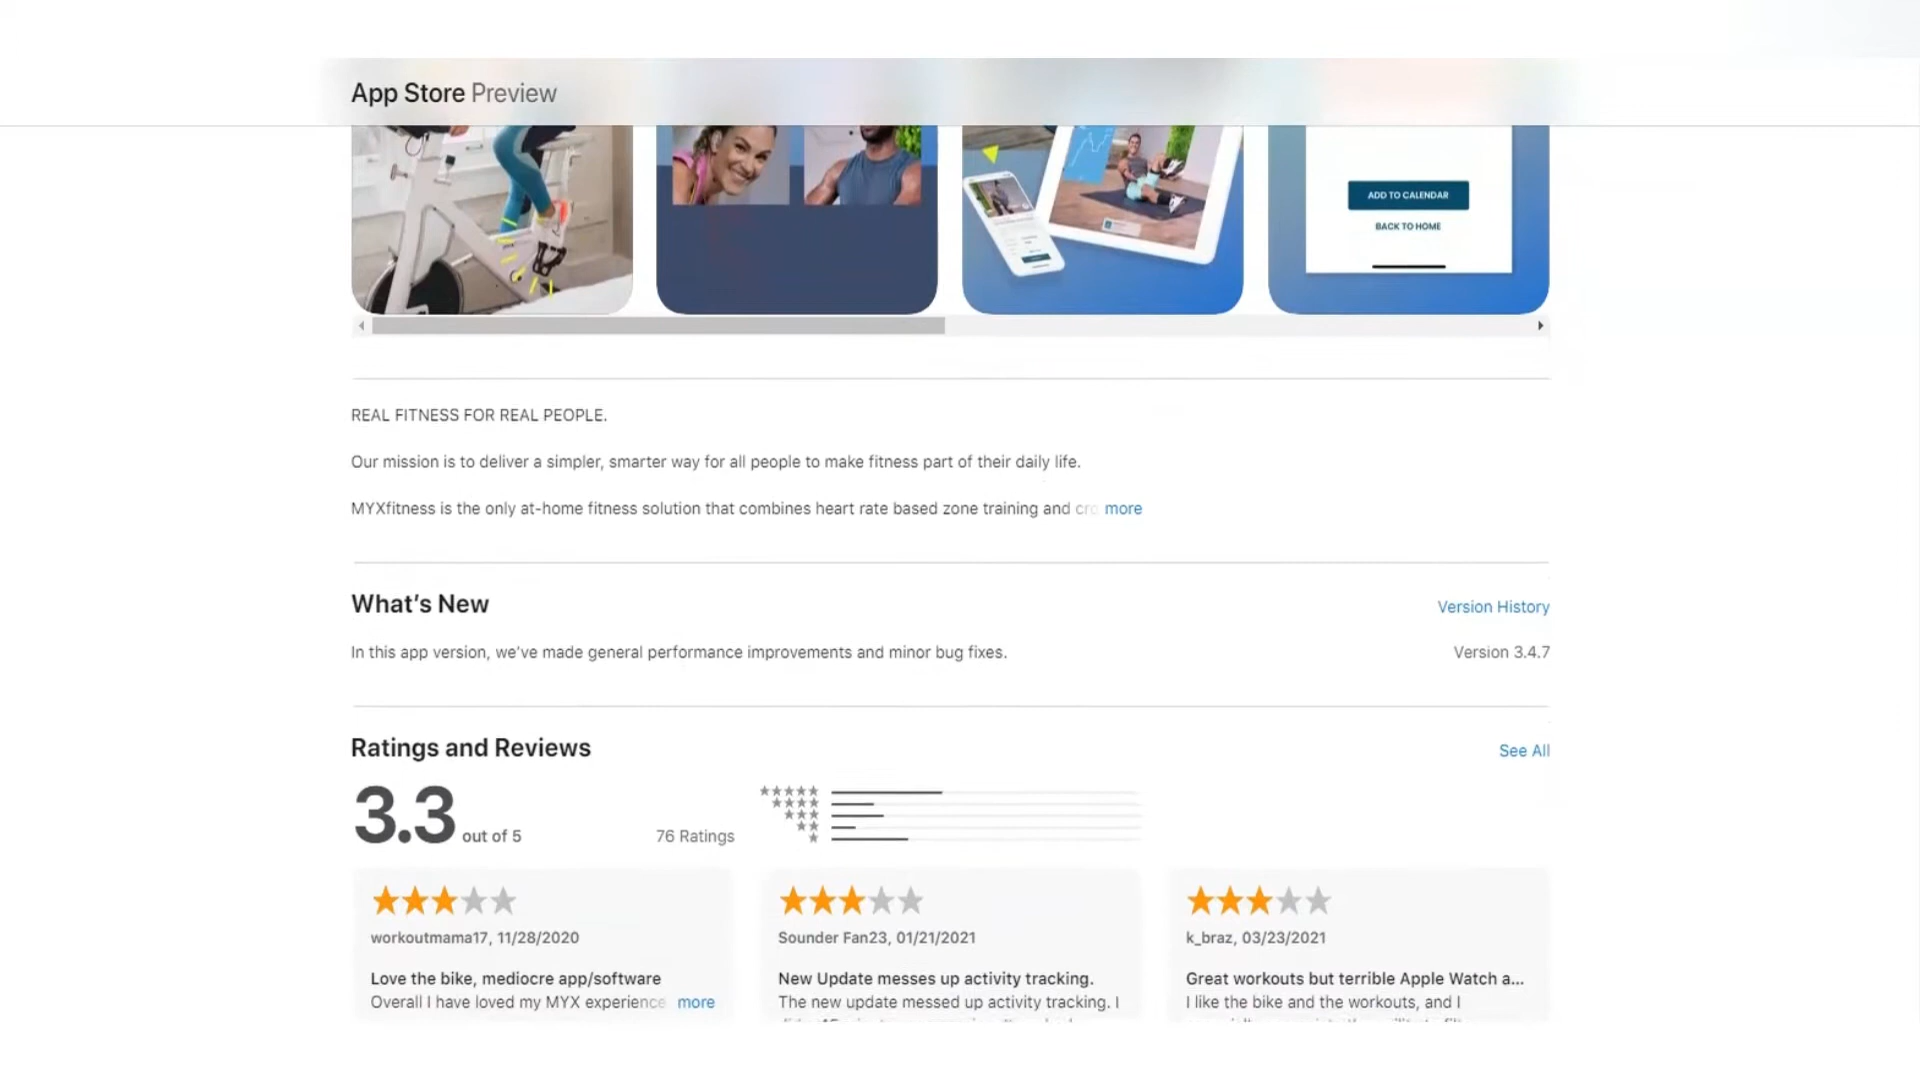 App Store Preview
ADD TO CALENDAR
BACK TO HOME
REAL FITNESS FOR REAL PEOPLE.
Our mission is to deliver a simpler, smarter way for all people to make fitness part of their daily life.
MYXfitness is the only at-home fitness solution that combines heart rate based zone training and cro more
What's New
Version History
In this app version, we've made general performance improvements and minor bug fixes.
Version 3.4.7
Ratings and Reviews
See All
3.3 out of 5
76 Ratings
workoutmama17, 11/28/2020
Love the bike, mediocre app/software
Overall I have loved my MYX experience more
Sounder Fan23, 01/21/2021
New Update messes up activity tracking.
The new update messed up activity tracking. I
k_braz, 03/23/2021
Great workouts but terrible Apple Watch a...
I like the bike and the workouts, and I